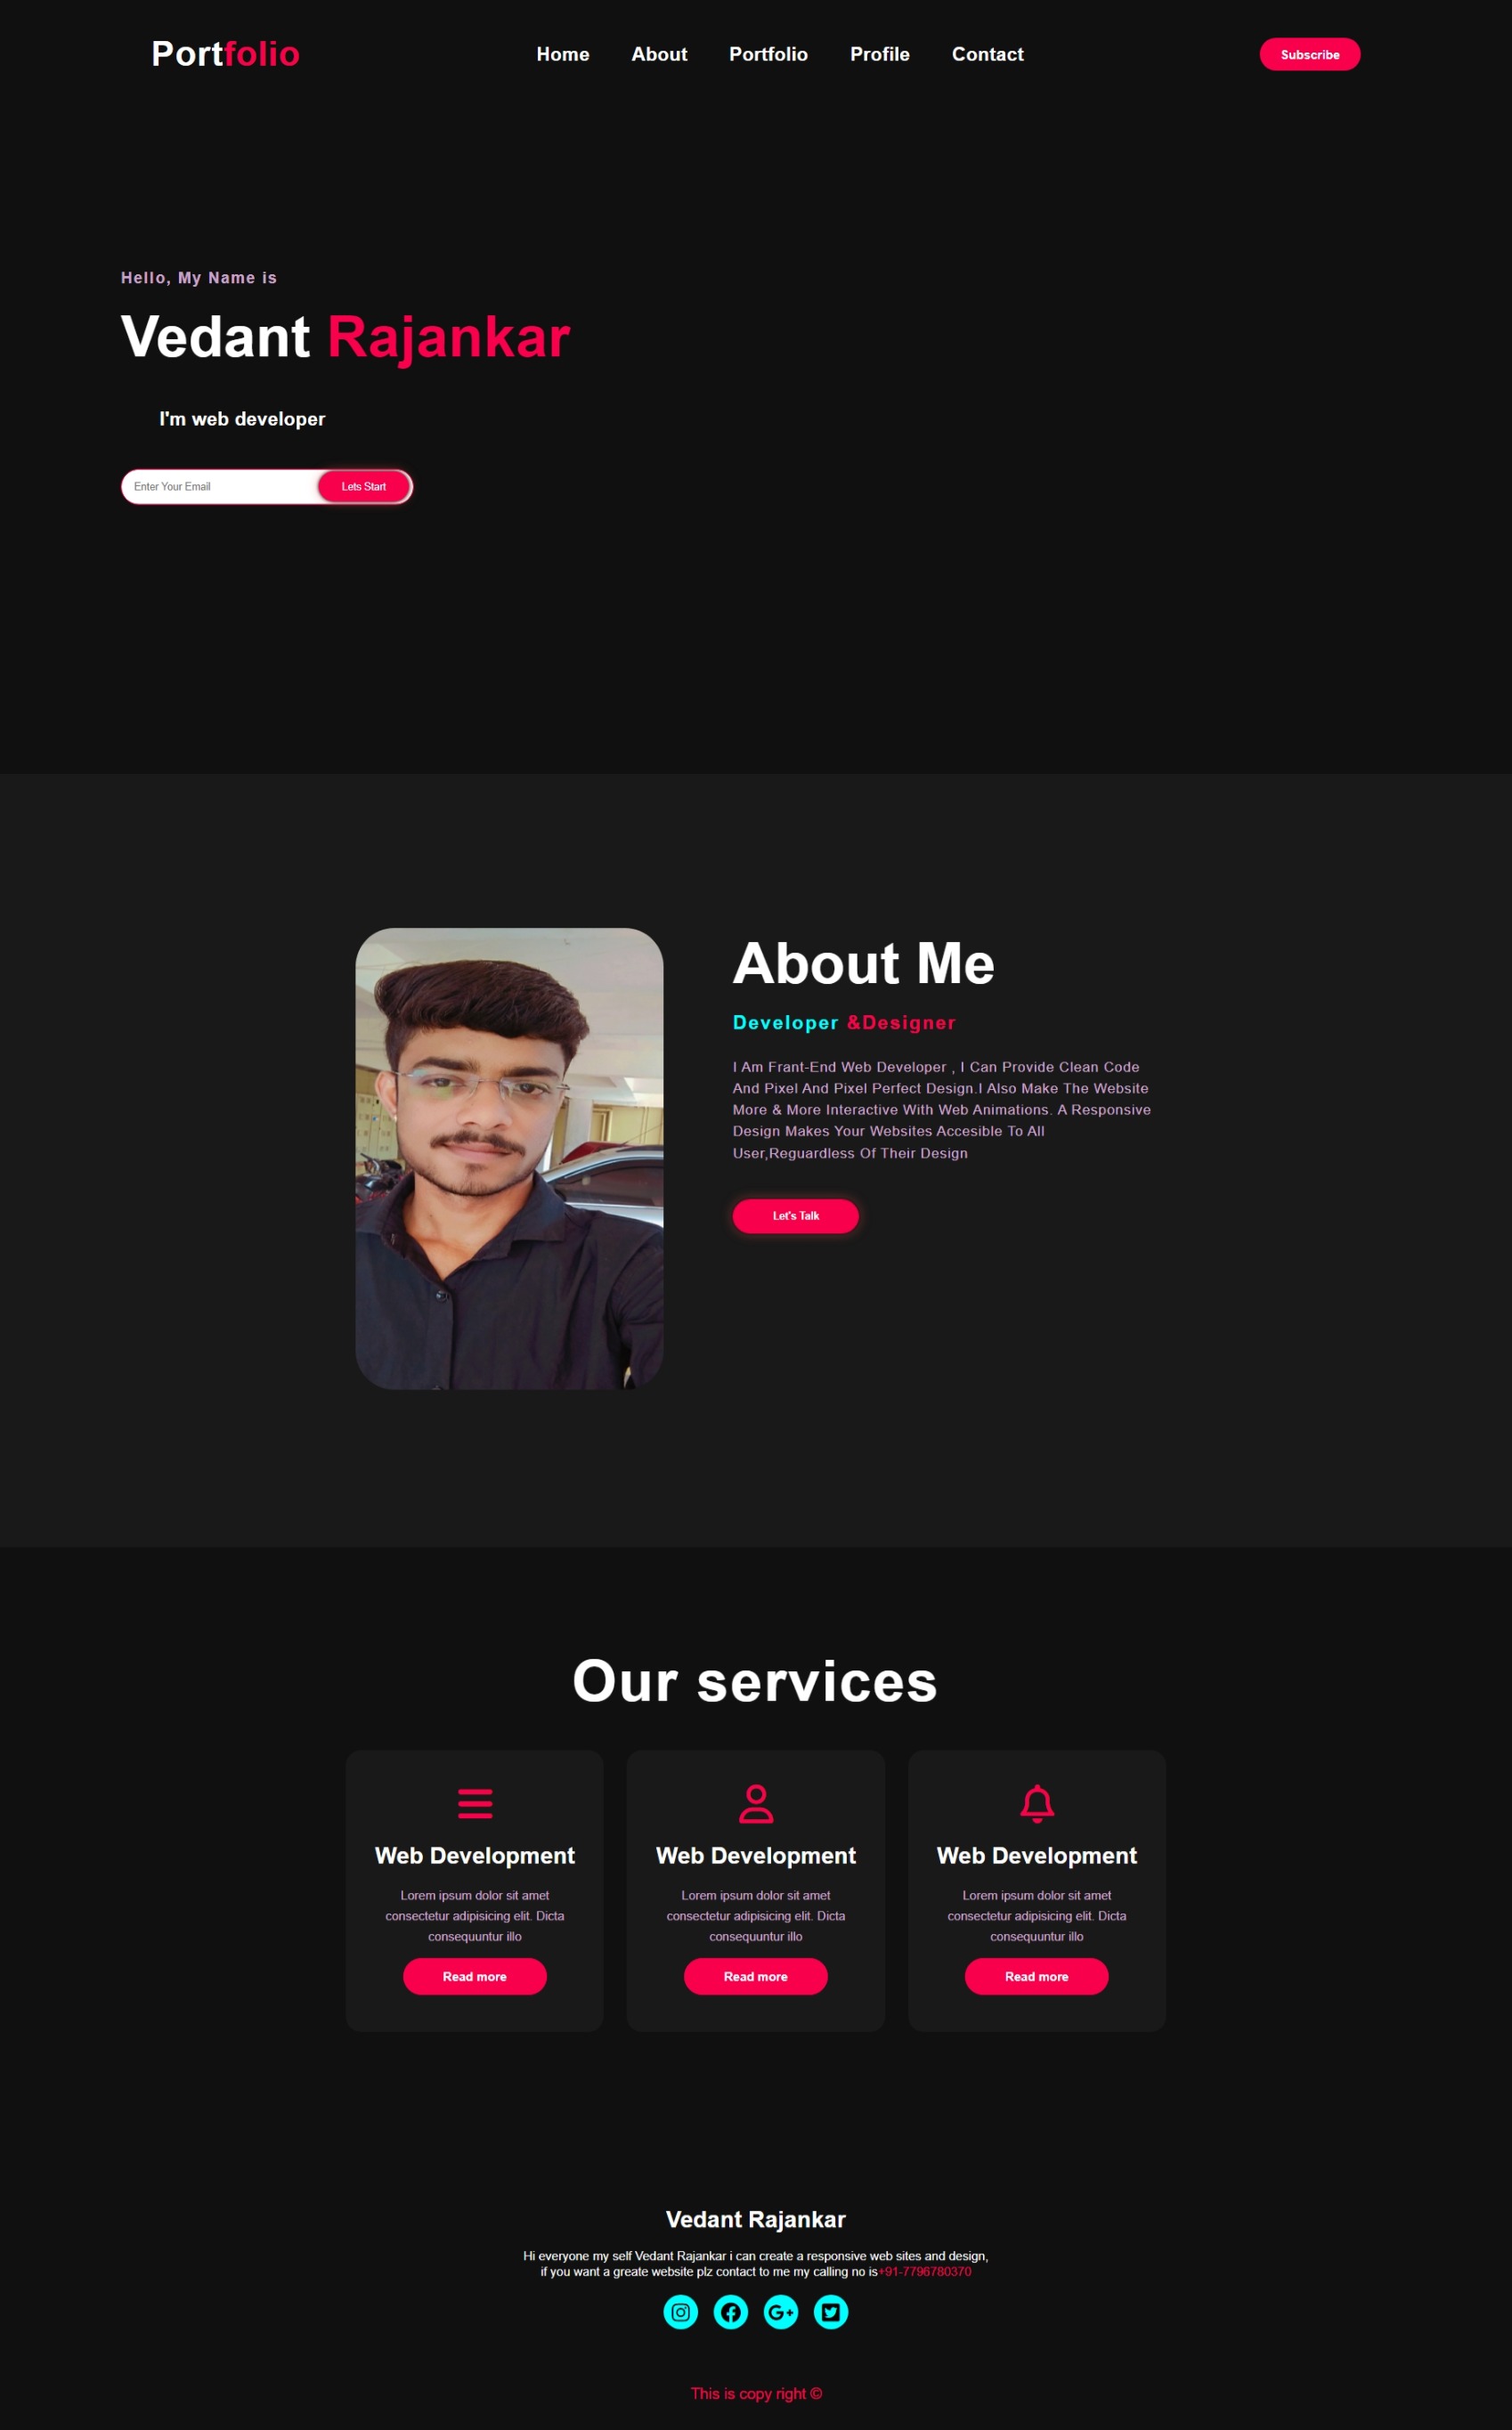 Portfolio
Home About Portfolio Profile Contact
Subscribe
Hello, My Name is
Vedant Rajankar
I'm web developer
Enter Your Email
Lets Start
About Me
Developer &Designer
I Am Frant-End Web Developer , I Can Provide Clean Code
And Pixel And Pixel Perfect Design.I Also Make The Website
More & More Interactive With Web Animations. A Responsive
Design Makes Your Websites Accesible To All
User,Reguardless Of Their Design
Let's Talk
Our services
Web Development
Lorem ipsum dolor sit amet
consectetur adipisicing elit. Dicta
consequuntur illo
Read more
Web Development
Lorem ipsum dolor sit amet
consectetur adipisicing elit. Dicta
consequuntur illo
Read more
Web Development
Lorem ipsum dolor sit amet
consectetur adipisicing elit. Dicta
consequuntur illo
Read more
Vedant Rajankar
Hi everyone my self Vedant Rajankar i can create a responsive web sites and design,
if you want a greate website plz contact to me my calling no is+91-7796780370
This is copy right ©